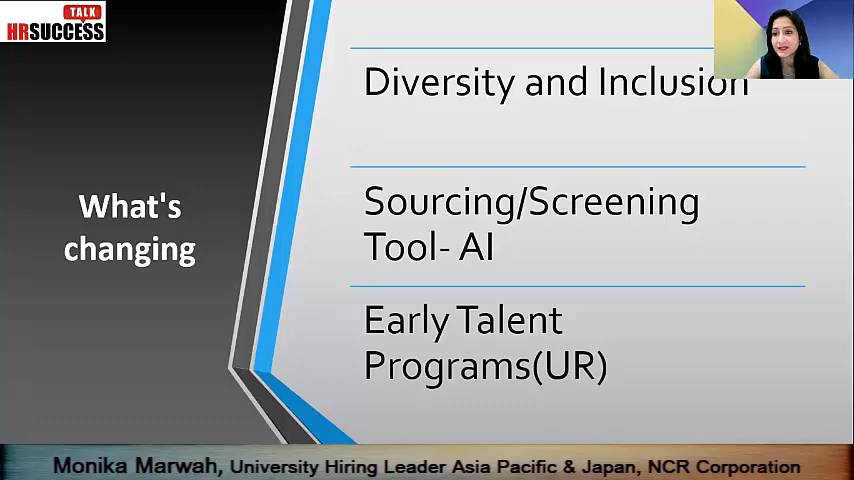 TALK
HRSUCCESS
Diversity and Inclusion
What's
changing
Sourcing/Screening
Tool- AI
Early Talent
Programs(UR)
Monika Marwah, University Hiring Leader Asia Pacific & Japan, NCR Corporation